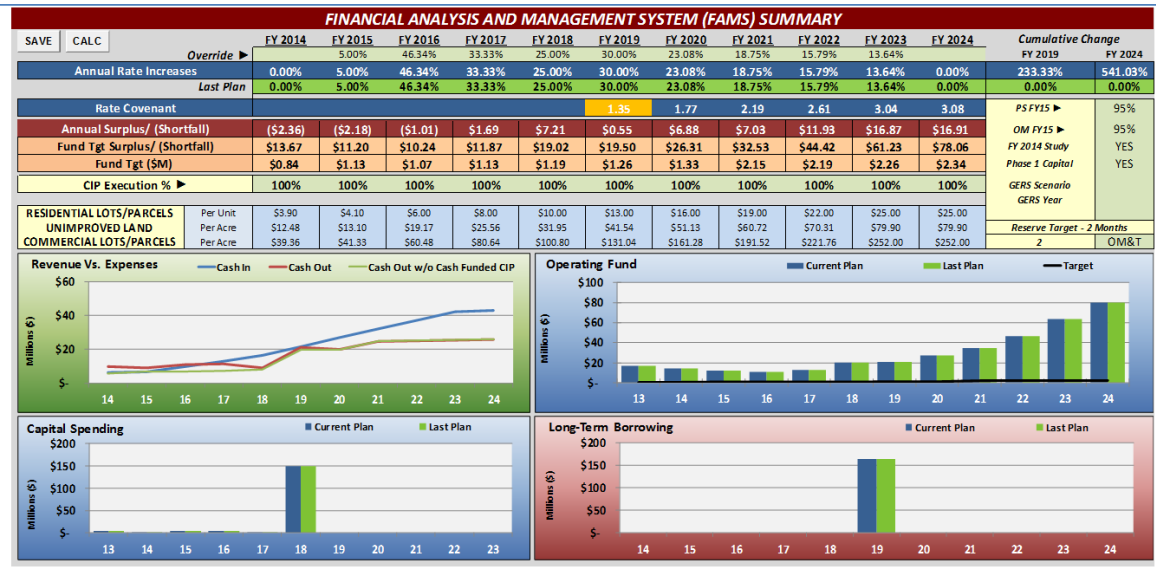 FINANCIAL ANALYSIS AND MANAGEMENT SYSTEM (FAMS) SUMMARY
SAVE CALC FY 2014 FY 2015 FY 2016 FY 2017 FY 2018 FY 2019 FY 2020 FY 2021 FY 2022 FY 2023 FY 2024 Cumulative Change
Override ► 5.00% 46.34% 33.33% 25.00% 30.00% 23.08% 18.75% 15.79% 13.64% FY 2019 FY 2024
Annual Rate Increases 0.00% 5.00% 46.34% 33.33% 25.00% 30.00% 23.08% 18.75% 15.79% 13.64% 0.00% 233.33% 541.03%
Last Plan 0.00% 5.00% 46.34% 33.33% 25.00% 30.00% 23.08% 18.75% 15.79% 13.64% 0.00% 0.00% 0.00%
Rate Covenant 1.35 1.77 2.19 2.61 3.04 3.08 PS FY15 ► 95%
Annual Surplus/ (Shortfall) ($2.36) ($2.18) ($1.01) $1.69 $7.21 $0.55 $6.88 $7.03 $11.93 $16.87 $16.91 OM FY15 ► 95%
Fund Tgt Surplus/ (Shortfall) $13.67 $11.20 $10.24 $11.87 $19.02 $19.50 $26.31 $32.53 $44.42 $61.23 $78.06 FY 2014 Study YES
Fund Tgt ($M) $0.84 $1.13 $1.07 $1.13 $1.19 $1.26 $1.33 $2.15 $2.19 $2.26 $2.34 Phase 1 Capital YES
CIP Execution % ► 100% 100% 100% 100% 100% 100% 100% 100% 100% 100% 100% GERS Scenario
GERS Year
RESIDENTIAL LOTS/PARCELS Per Unit $3.90 $4.10 $6.00 $8.00 $10.00 $13.00 $16.00 $19.00 $22.00 $25.00 $25.00
UNIMPROVED LAND Per Acre $12.48 $13.10 $19.17 $25.56 $31.95 $41.54 $51.13 $60.72 $70.31 $79.90 $79.90 Reserve Target - 2 Months
COMMERCIAL LOTS/PARCELS Per Acre $39.36 $41.33 $60.48 $80.64 $100.80 $131.04 $161.28 $191.52 $221.76 $252.00 $252.00 2 OM&T
Revenue Vs. Expenses Cash In Cash Out Cash Out w/o Cash Funded CIP
$60
$40
$20
$-
Millions ($)
14 15 16 17 18 19 20 21 22 23 24
Operating Fund Current Plan Last Plan Target
$100
$80
$60
$40
$20
$-
Millions ($)
13 14 15 16 17 18 19 20 21 22 23 24
Capital Spending Current Plan Last Plan
$200
$150
$100
$50
$-
Millions ($)
13 14 15 16 17 18 19 20 21 22 23
Long-Term Borrowing Current Plan Last Plan
$200
$150
$100
$50
$-
Millions ($)
14 15 16 17 18 19 20 21 22 23 24